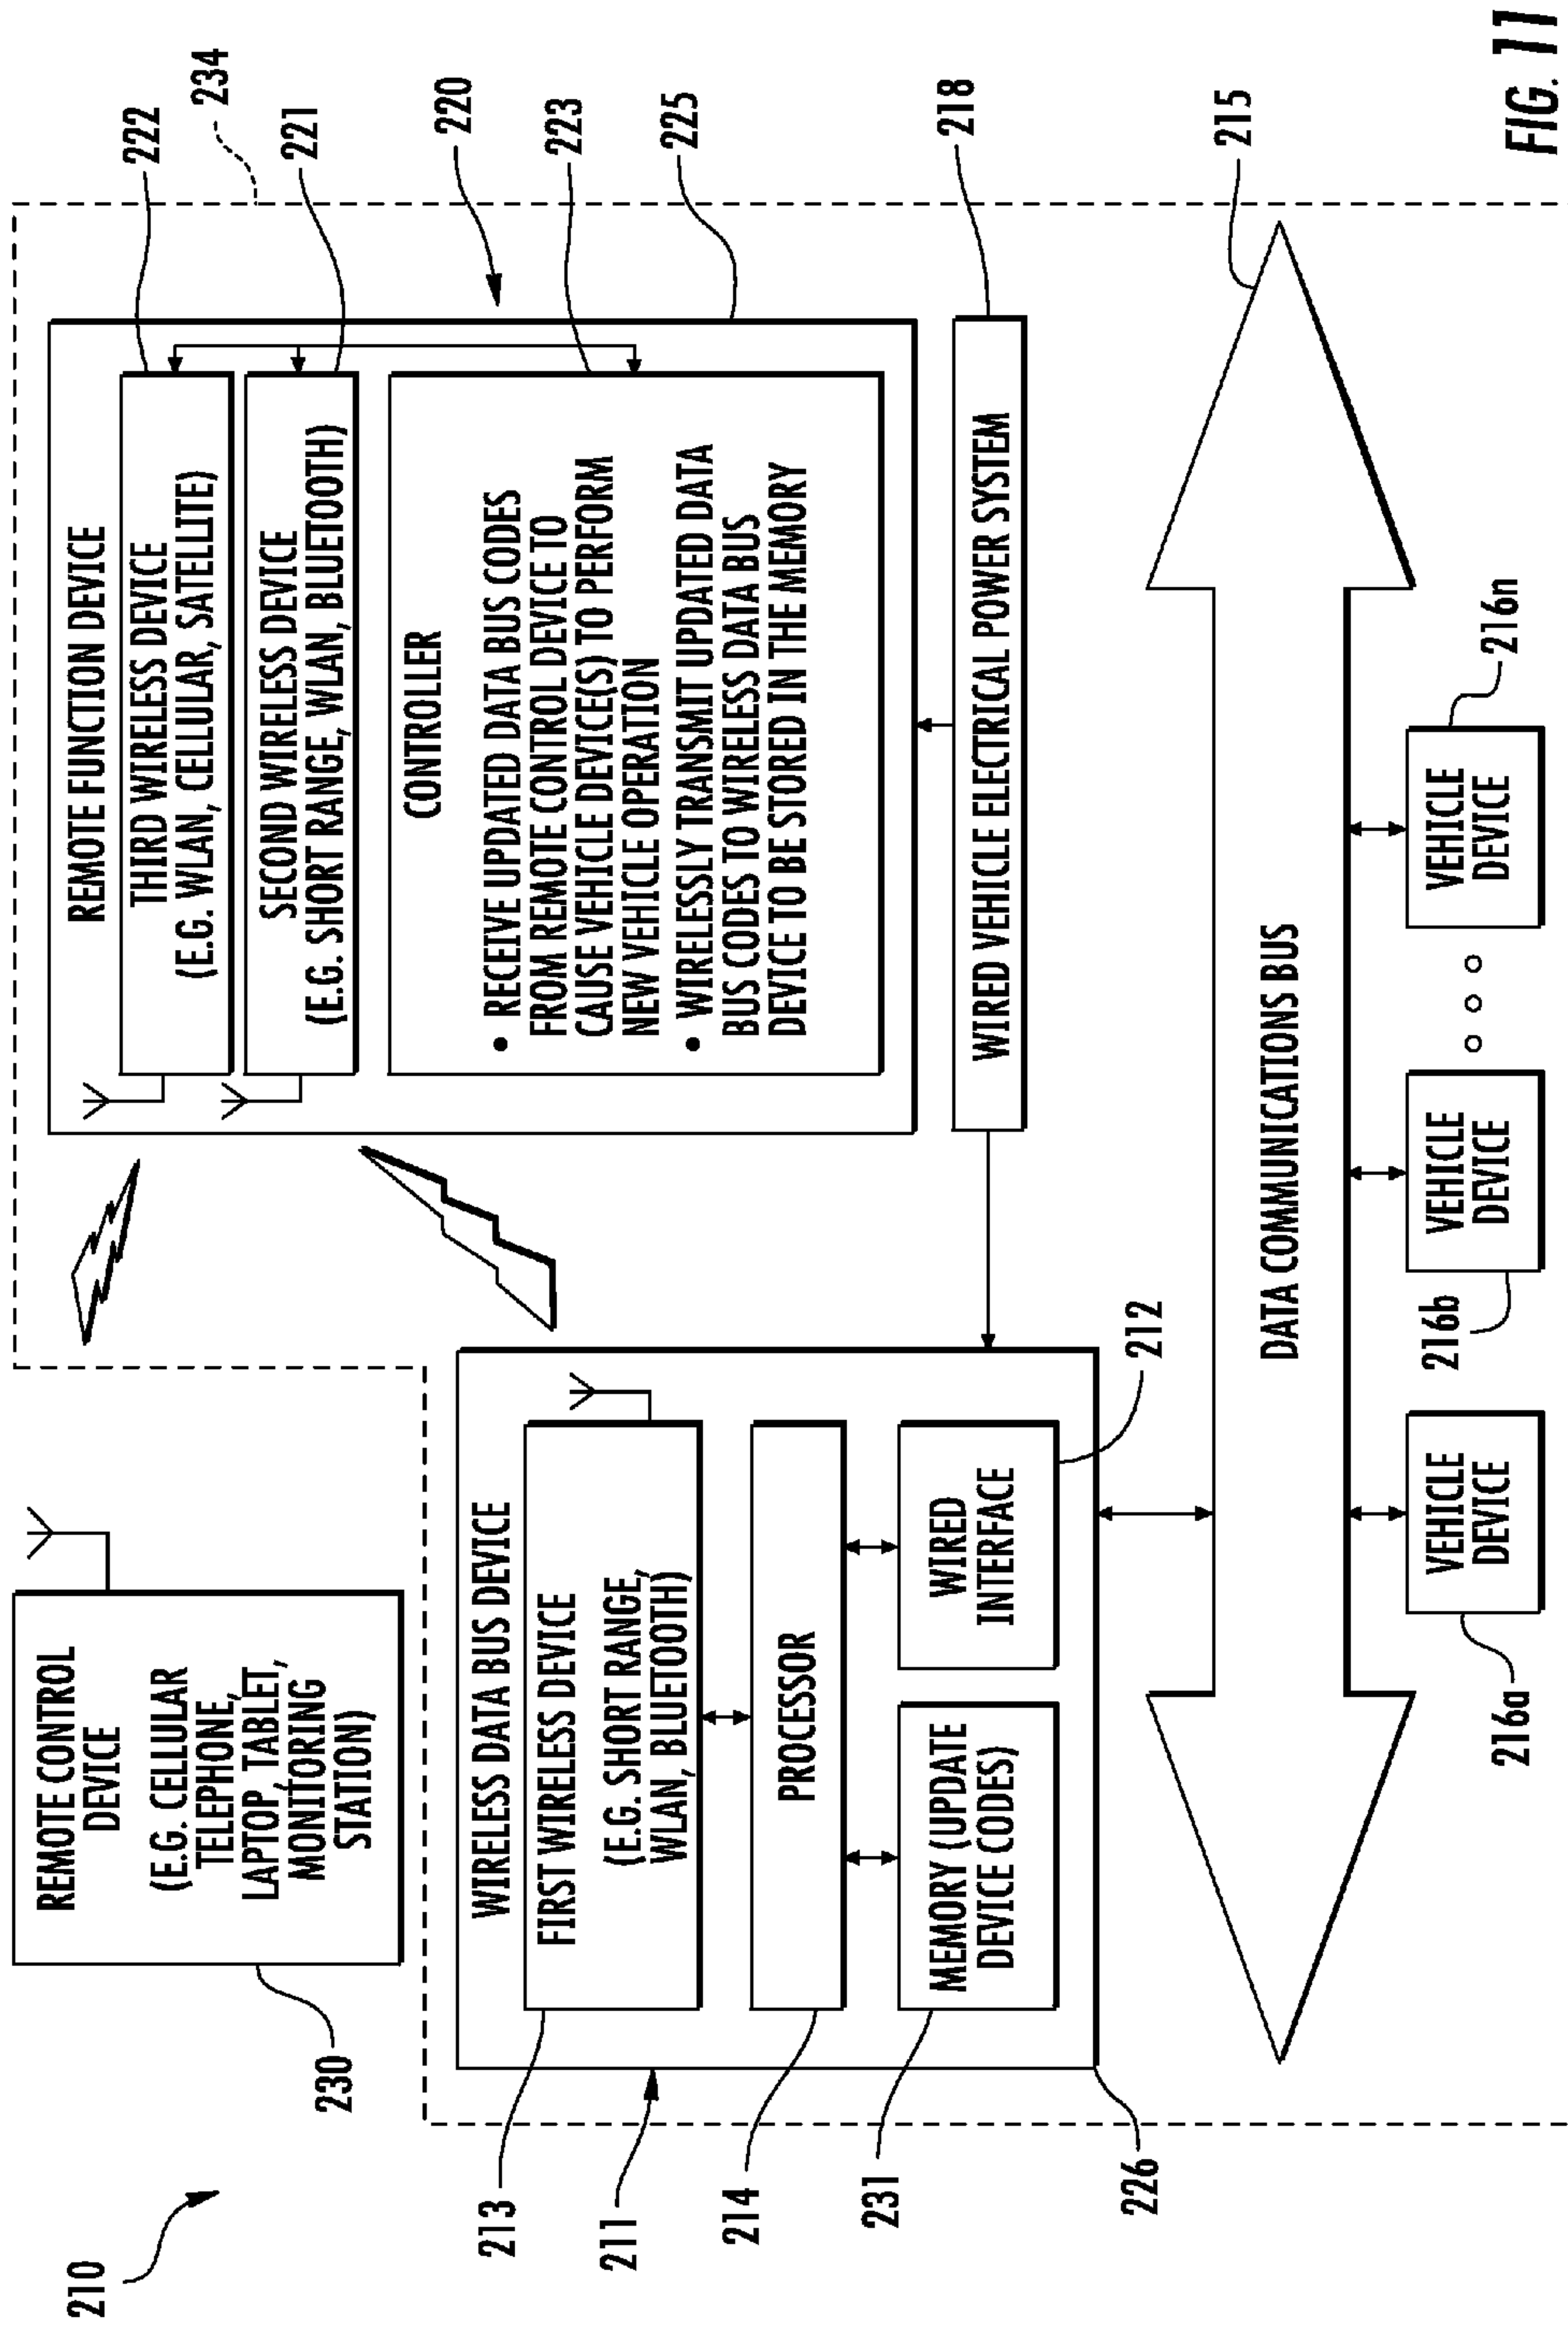 210
REMOTE CONTROL
DEVICE
(E.G. CELLULAR
TELEPHONE,
LAPTOP, TABLET,
MONITORING
STATION)
230
234
REMOTE FUNCTION DEVICE
THIRD WIRELESS DEVICE
(E.G. WLAN, CELLULAR, SATELLITE)
222
SECOND WIRELESS DEVICE
(E.G. SHORT RANGE, WLAN, BLUETOOTH)
221
220
CONTROLLER
• RECEIVE UPDATED DATA BUS CODES
FROM REMOTE CONTROL DEVICE TO
CAUSE VEHICLE DEVICE(S) TO PERFORM
NEW VEHICLE OPERATION
• WIRELESSLY TRANSMIT UPDATED DATA
BUS CODES TO WIRELESS DATA BUS
DEVICE TO BE STORED IN THE MEMORY
223
225
WIRED VEHICLE ELECTRICAL POWER SYSTEM
218
WIRELESS DATA BUS DEVICE
FIRST WIRELESS DEVICE
(E.G. SHORT RANGE,
WLAN, BLUETOOTH)
213
211
PROCESSOR
214
MEMORY (UPDATE
DEVICE CODES)
231
WIRED
INTERFACE
212
226
DATA COMMUNICATIONS BUS
215
VEHICLE
DEVICE
216a
VEHICLE
DEVICE
216b
VEHICLE
DEVICE
216n
FIG. 11